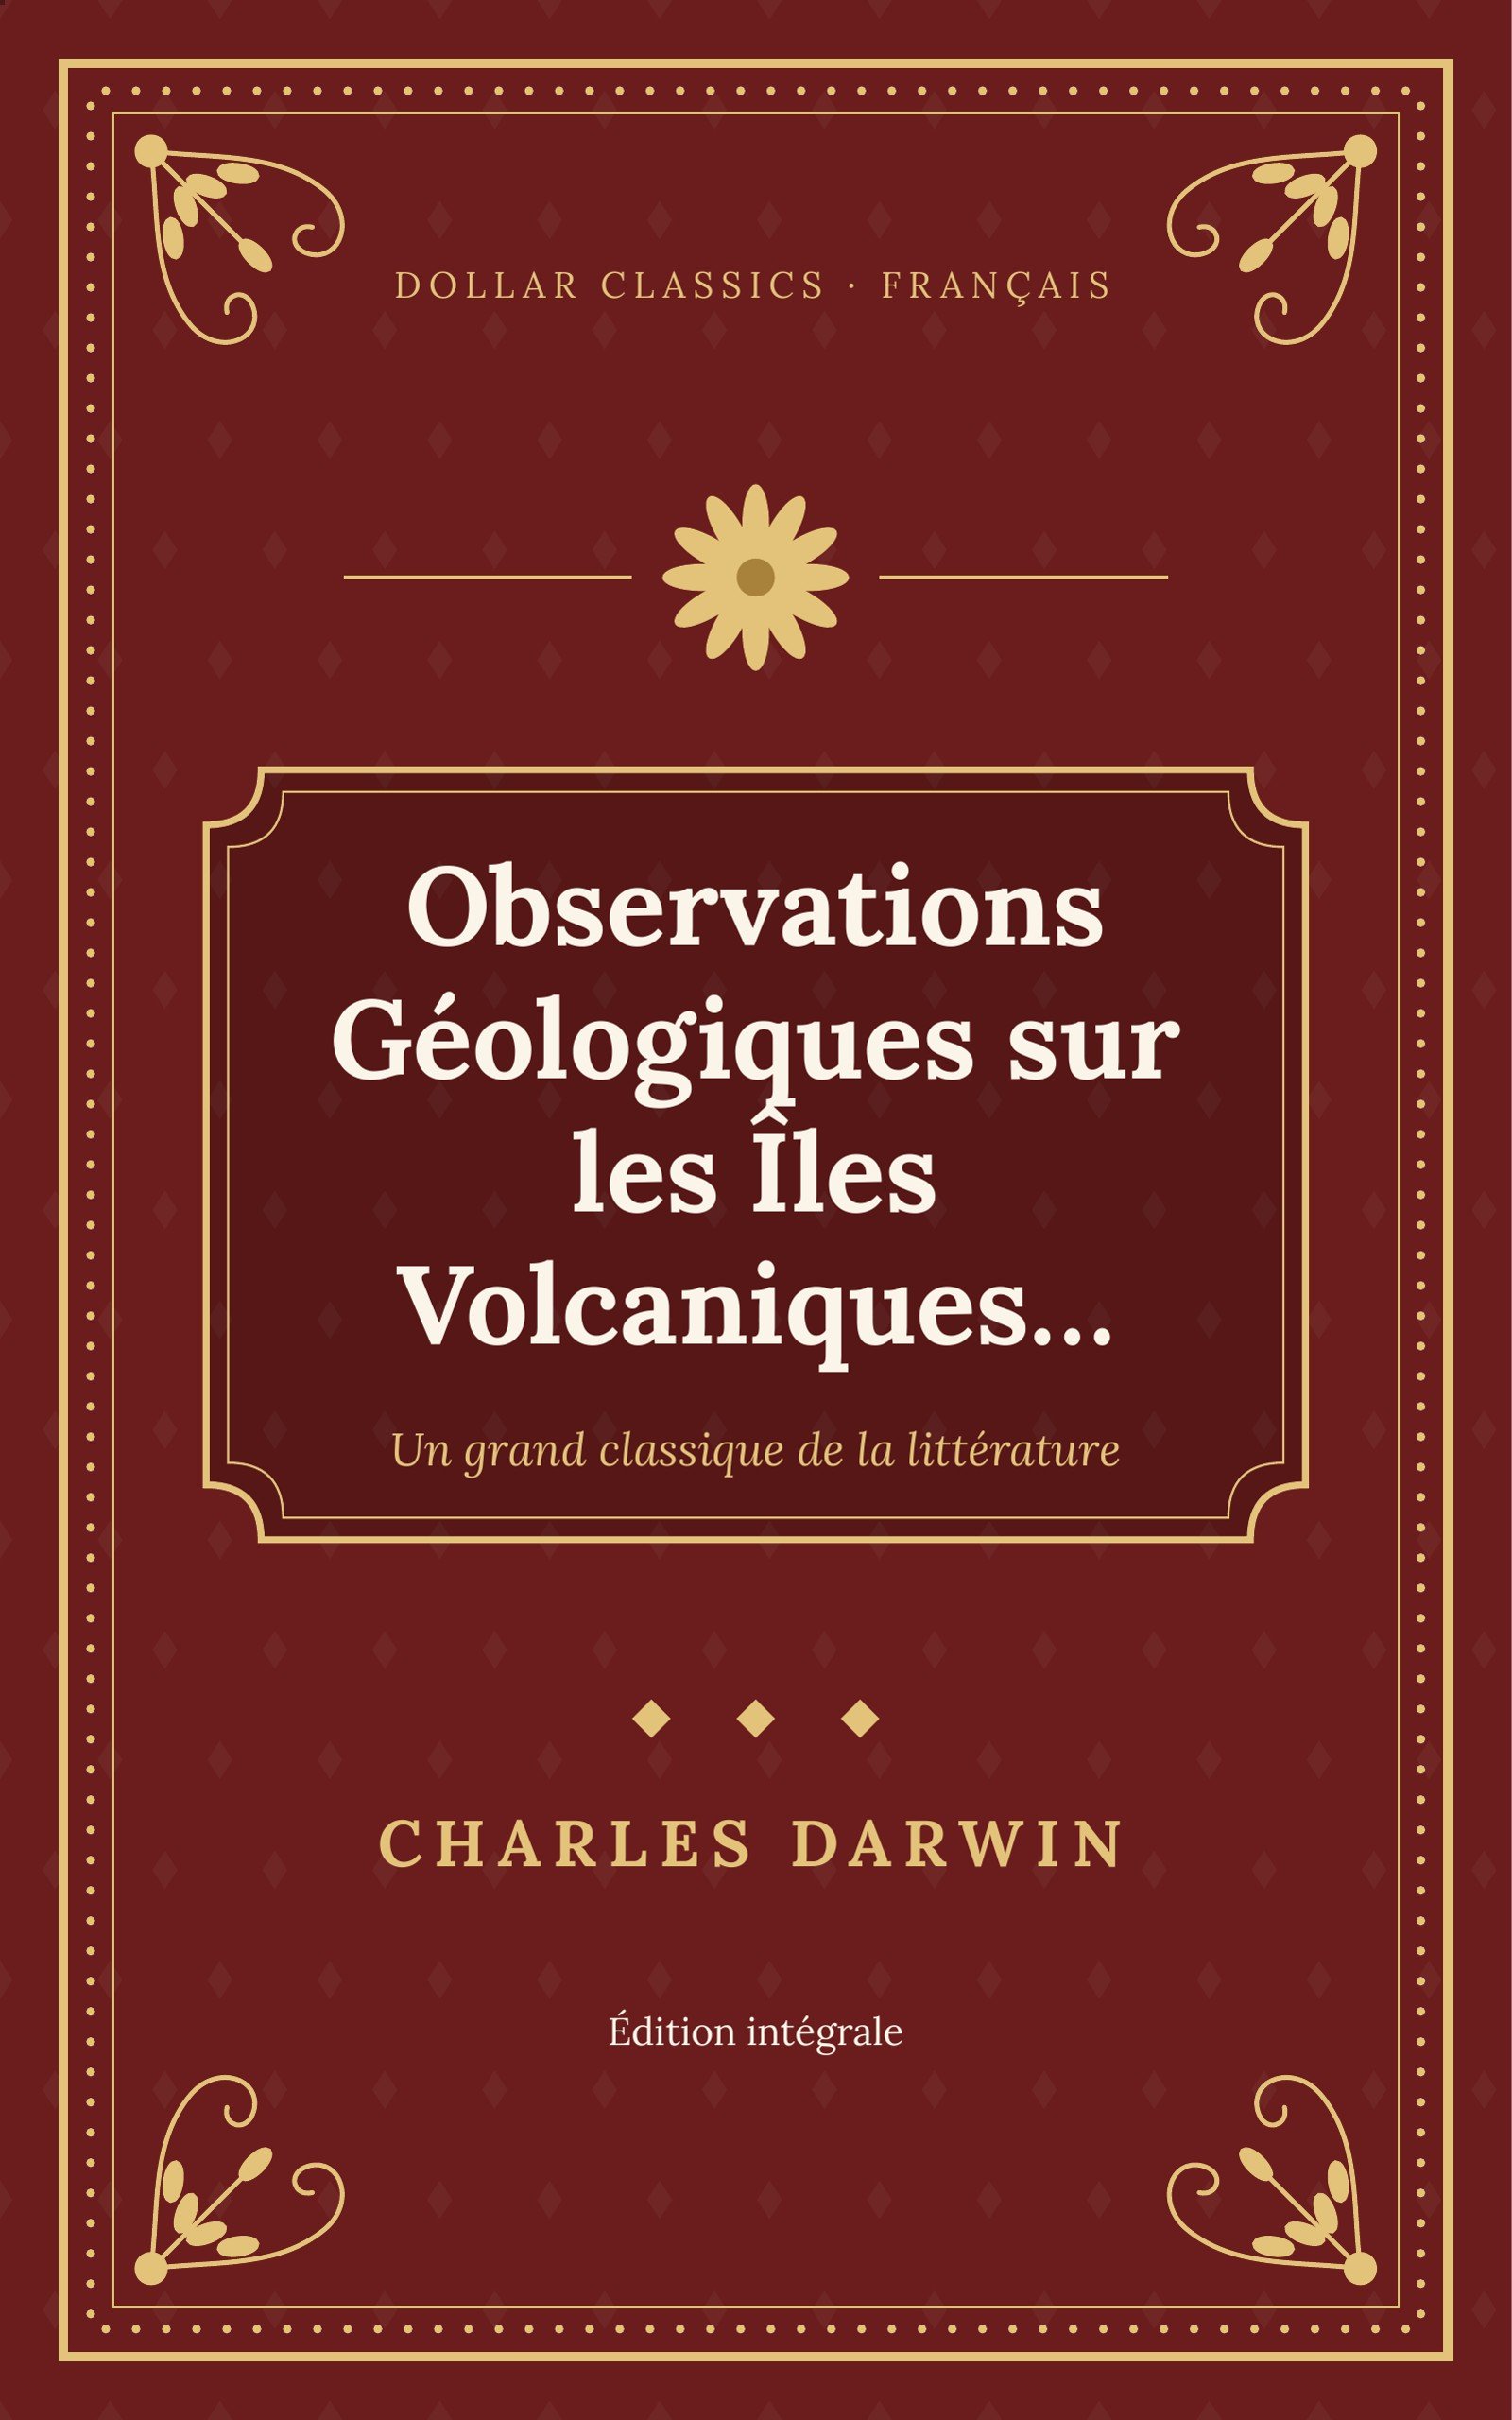 DOLLAR CLASSICS · FRANÇAIS
Observations
Géologiques sur
les Îles
Volcaniques...
Un grand classique de la littérature
CHARLES DARWIN
Édition intégrale